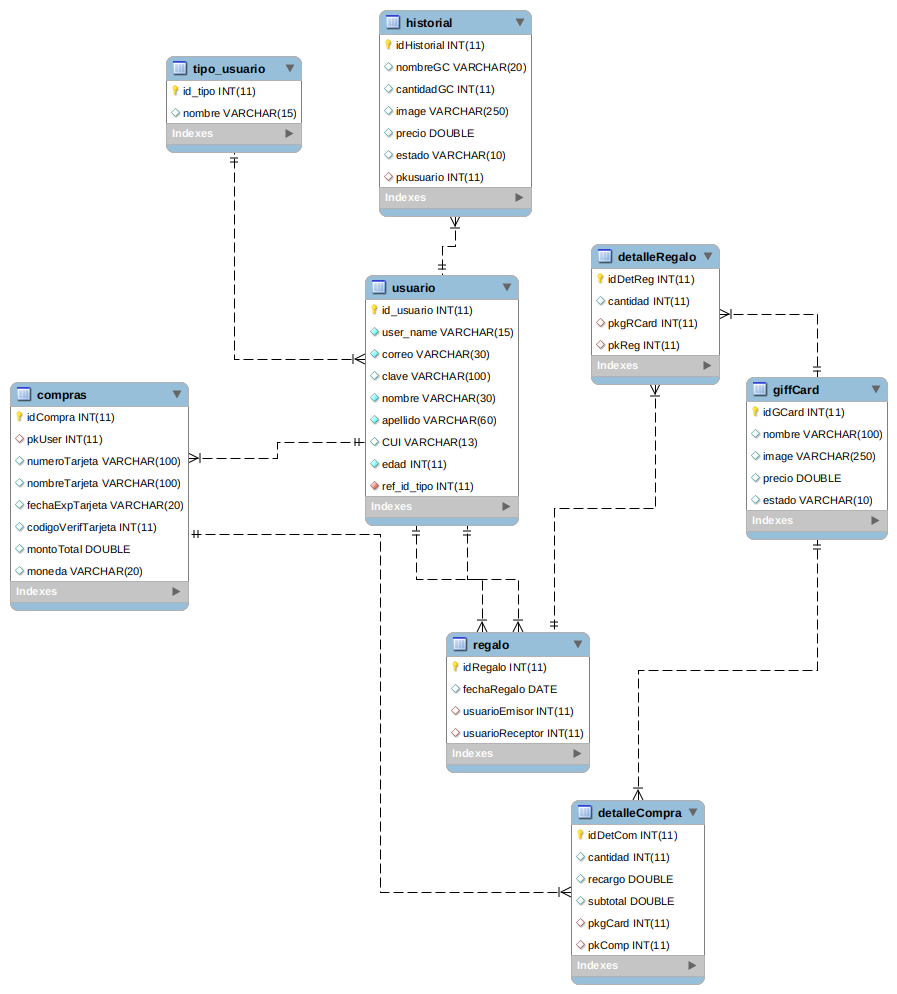 historial
idHistorial INT(11)
nombreGC VARCHAR(20)
cantidadGC INT(11)
image VARCHAR(250)
precio DOUBLE
estado VARCHAR(10)
pkusuario INT(11)
Indexes
tipo_usuario
id_tipo INT(11)
nombre VARCHAR(15)
Indexes
detalleRegalo
idDetReg INT(11)
cantidad INT(11)
pkgRCard INT(11)
pkReg INT(11)
Indexes
usuario
id_usuario INT(11)
user_name VARCHAR(15)
correo VARCHAR(30)
clave VARCHAR(100)
nombre VARCHAR(30)
apellido VARCHAR(60)
CUI VARCHAR(13)
edad INT(11)
ref_id_tipo INT(11)
Indexes
compras
idCompra INT(11)
pkUser INT(11)
numeroTarjeta VARCHAR(100)
nombreTarjeta VARCHAR(100)
fechaExpTarjeta VARCHAR(20)
codigoVerifTarjeta INT(11)
montoTotal DOUBLE
moneda VARCHAR(20)
Indexes
giffCard
idGCard INT(11)
nombre VARCHAR(100)
image VARCHAR(250)
precio DOUBLE
estado VARCHAR(10)
Indexes
regalo
idRegalo INT(11)
fechaRegalo DATE
usuarioEmisor INT(11)
usuarioReceptor INT(11)
Indexes
detalleCompra
idDetCom INT(11)
cantidad INT(11)
recargo DOUBLE
subtotal DOUBLE
pkgCard INT(11)
pkComp INT(11)
Indexes